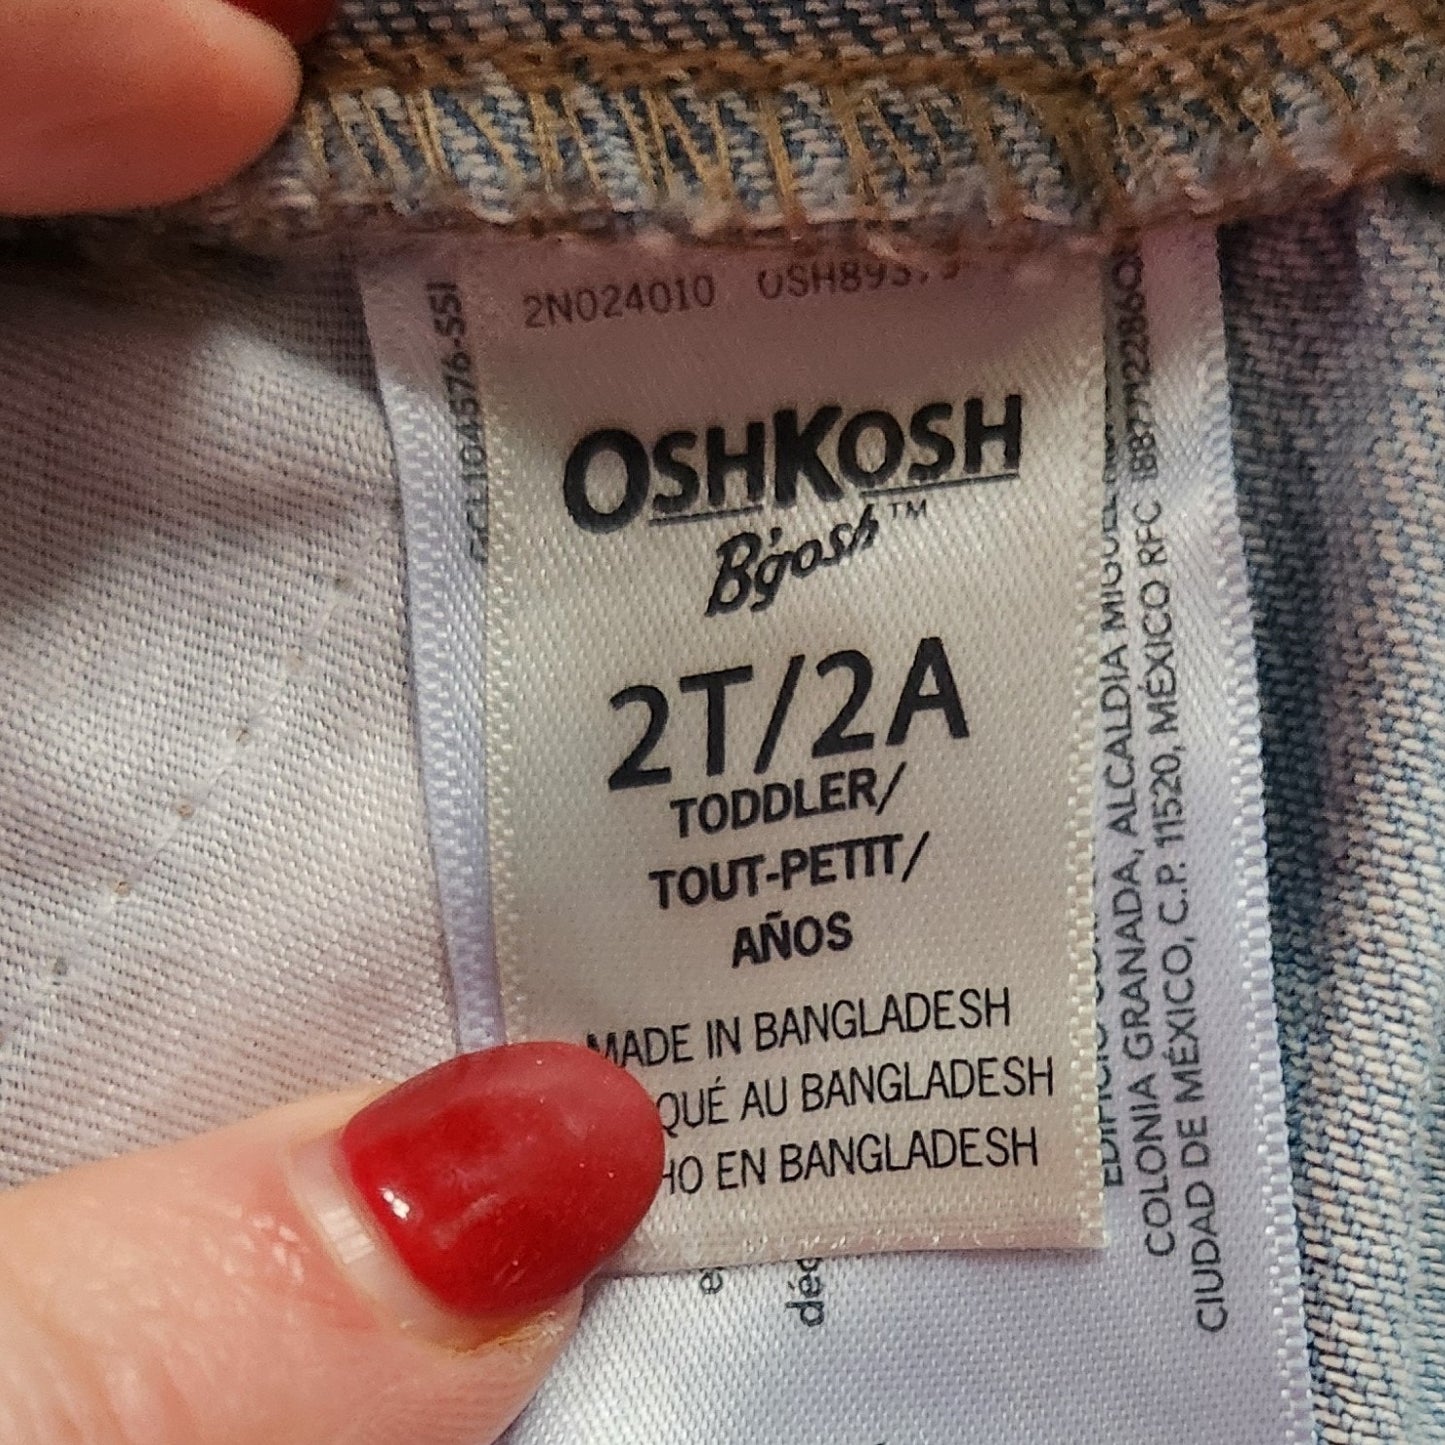 2N024010
OSHKOSH
B'gosh™
2T/2A
TODDLER/
TOUT-PETIT/
AÑOS
MADE IN BANGLADESH
QUÉ AU BANGLADESH
HO EN BANGLADESH
ALCALDIA
COLONIA GRANADA,
C.P. 11520, MÉXICO RFC
CIUDAD DE MÉXICO,
déc